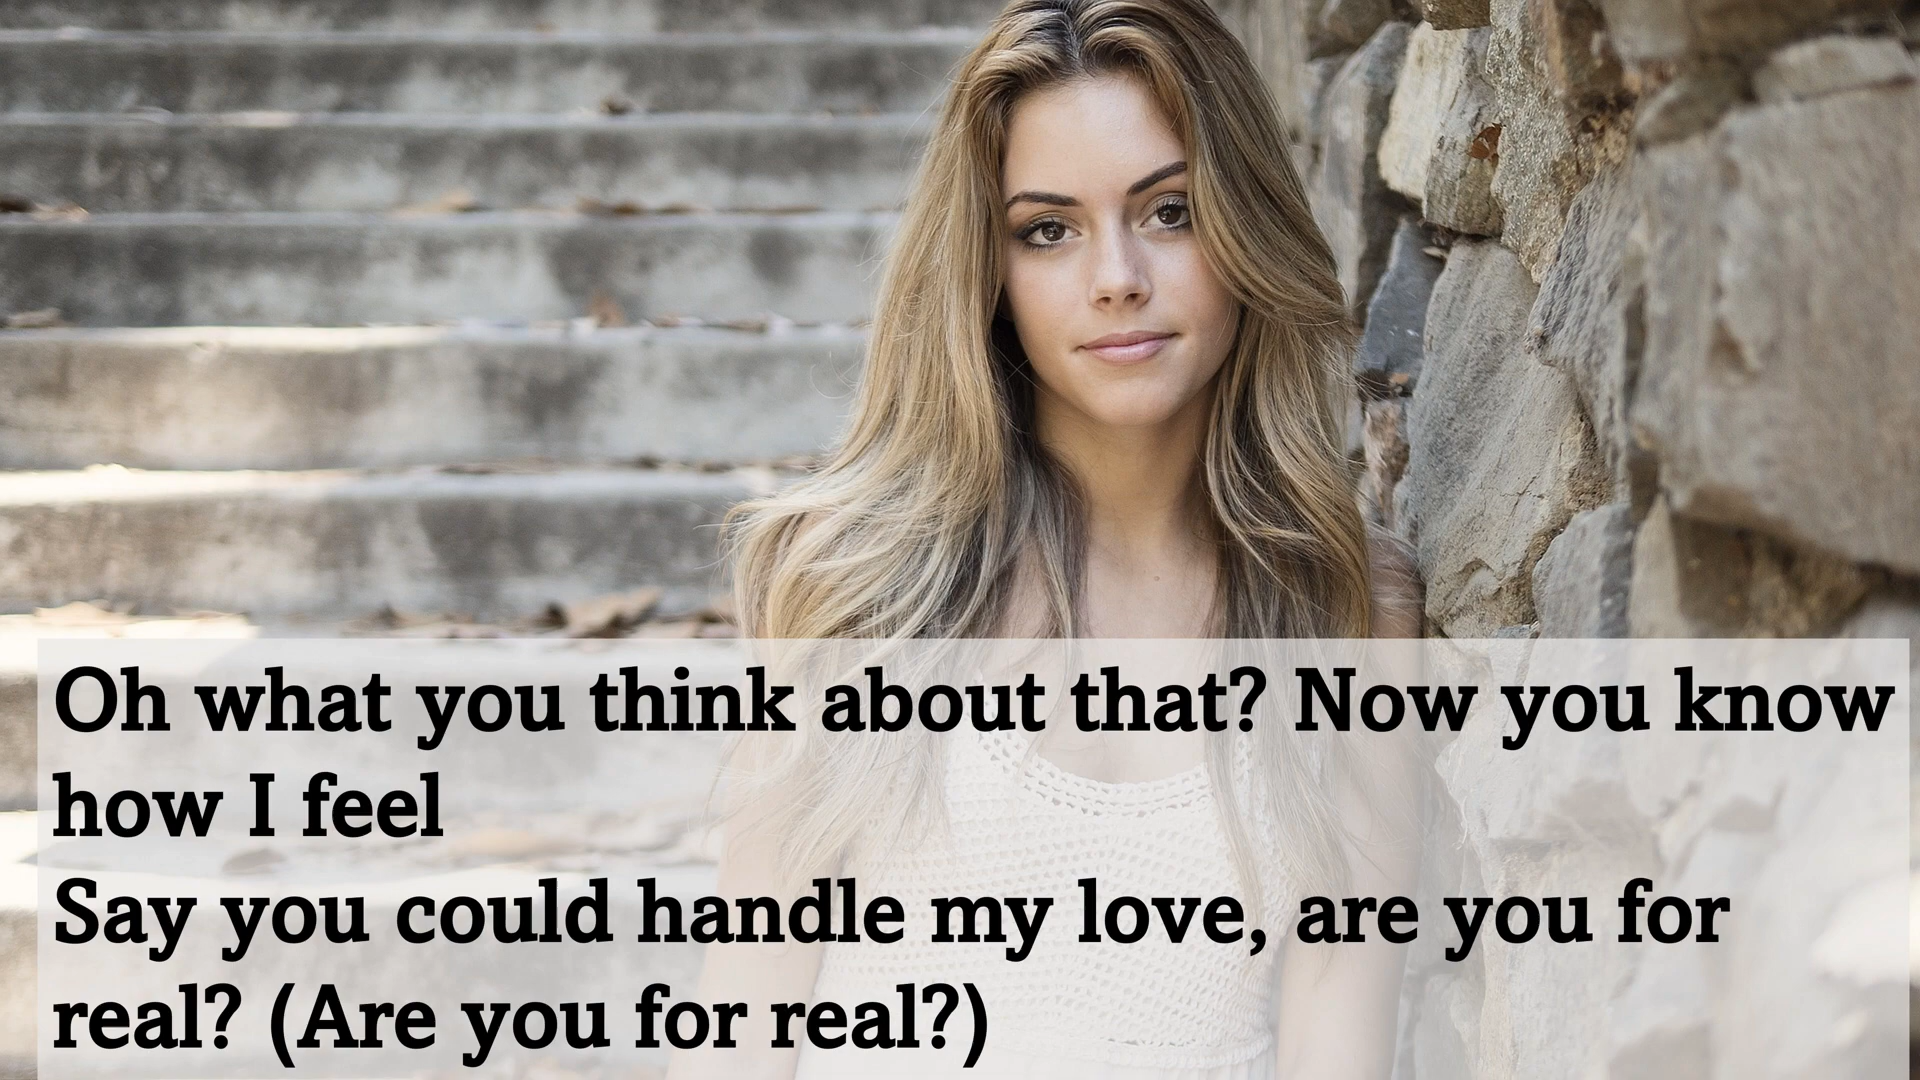 Oh what you think about that? Now you know
how I feel
Say you could handle my love, are you for
real? (Are you for real?)